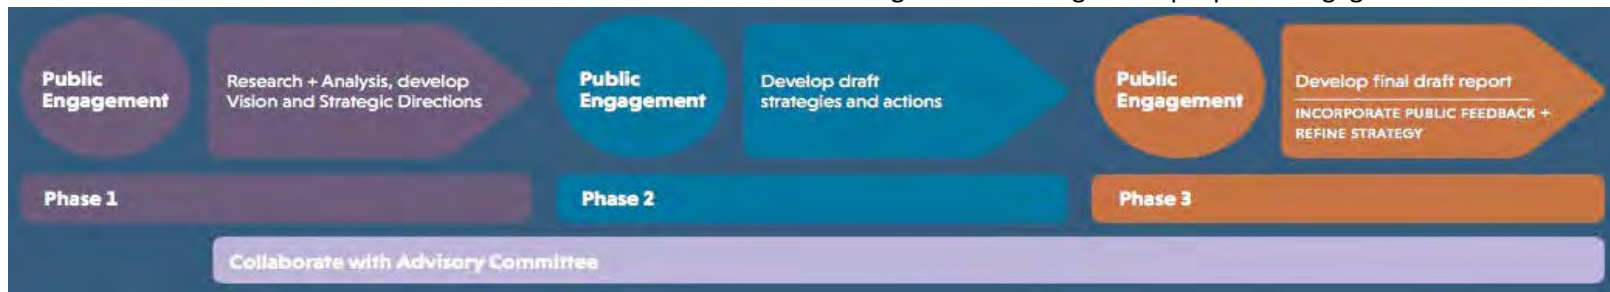 Public
Engagement
Research + Analysis, develop
Vision and Strategic Directions
Public
Engagement
Develop draft
strategies and actions
Public
Engagement
Develop final draft report
INCORPORATE PUBLIC FEEDBACK +
REFINE STRATEGY
Phase 1
Phase 2
Phase 3
Collaborate with Advisory Committee